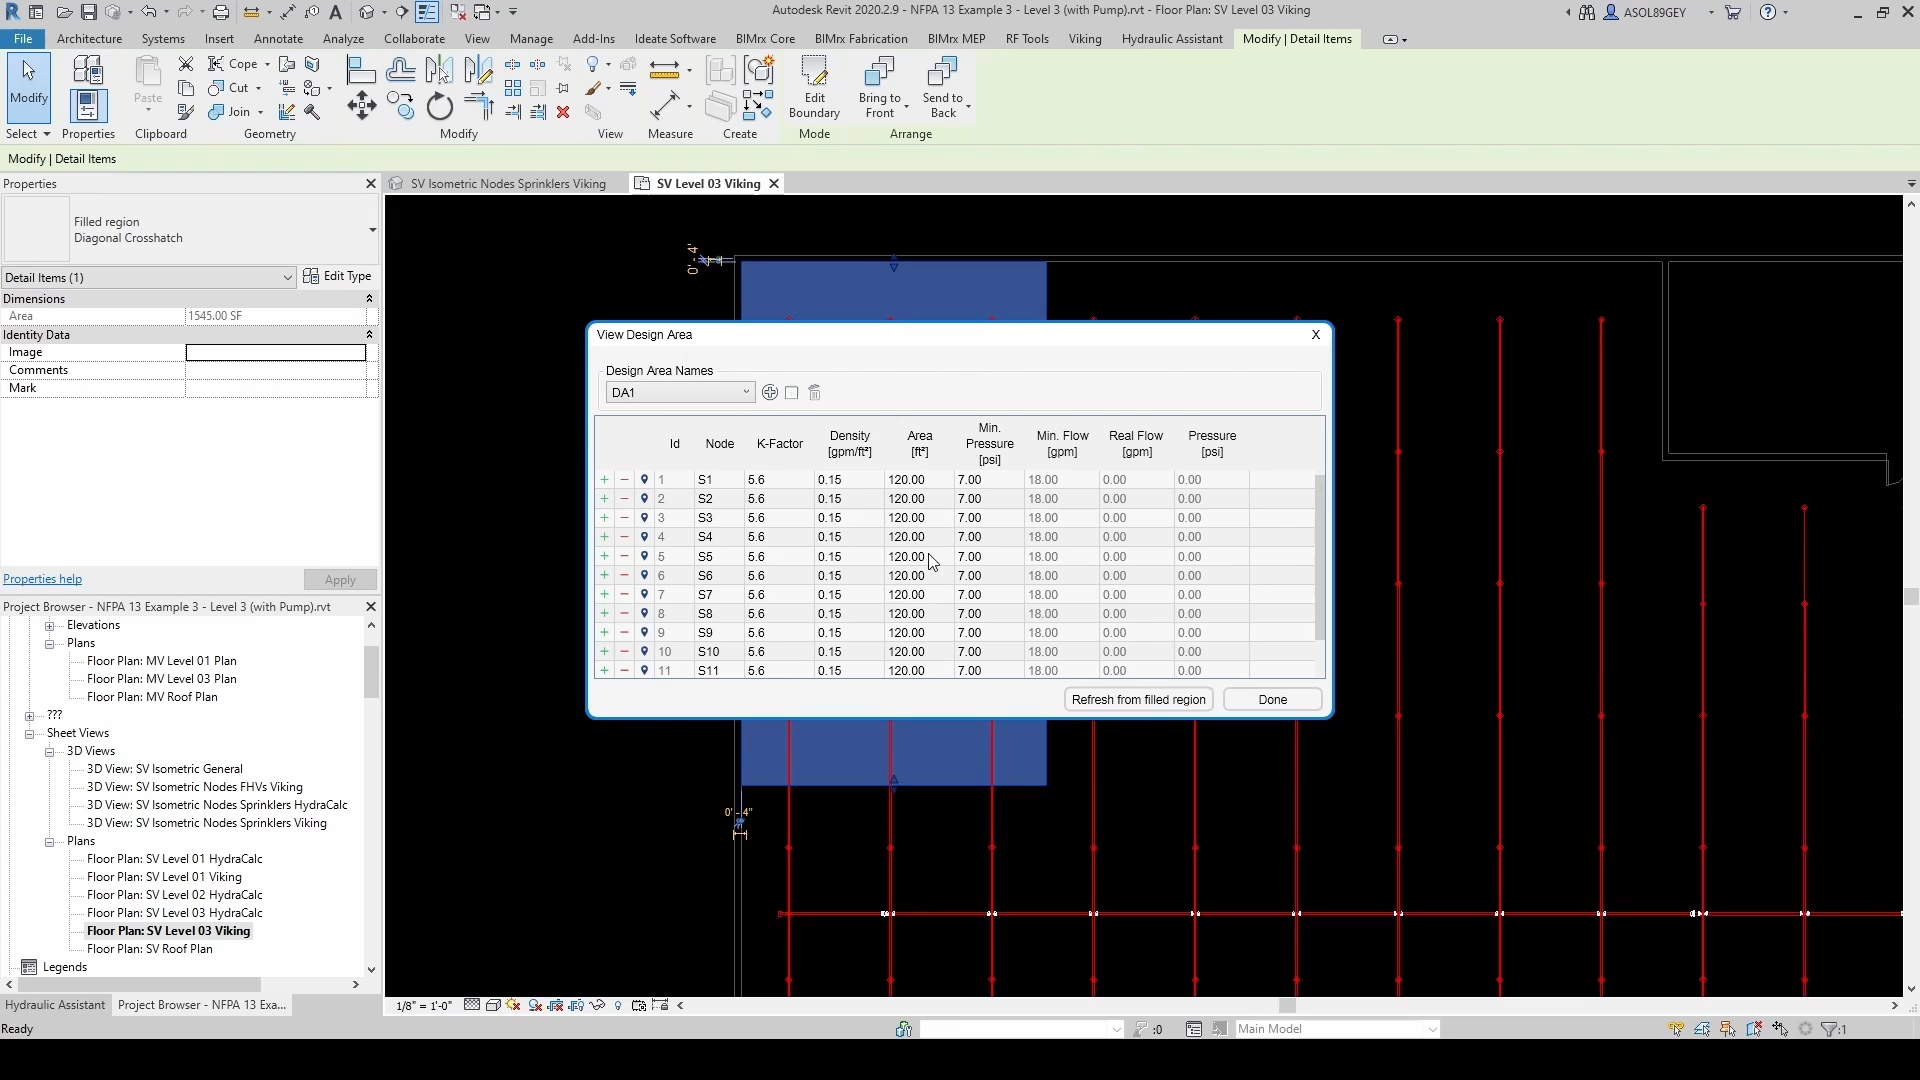 Autodesk Revit 2020.2.9 - NFPA 13 Example 3 - Level 3 (with Pump).rvt - Floor Plan: SV Level 03 Viking
ASOL89GEY
File Architecture Systems Insert Annotate Analyze Collaborate View Manage Add-Ins Ideate Software BIMrx Core BIMrx Fabrication BIMrx MEP RF Tools Viking Hydraulic Assistant Modify | Detail Items
Modify
Paste
Cope
Cut
Join
Edit
Boundary
Bring to
Front
Send to
Back
Select Properties Clipboard Geometry Modify View Measure Create Mode Arrange
Modify | Detail Items
Properties
Filled region
Diagonal Crosshatch
Detail Items (1)
Edit Type
Dimensions
Area 1545.00 SF
Identity Data
Image
Comments
Mark
Properties help
Apply
Project Browser - NFPA 13 Example 3 - Level 3 (with Pump).rvt
Elevations
Plans
Floor Plan: MV Level 01 Plan
Floor Plan: MV Level 03 Plan
Floor Plan: MV Roof Plan
???
Sheet Views
3D Views
3D View: SV Isometric General
3D View: SV Isometric Nodes FHVs Viking
3D View: SV Isometric Nodes Sprinklers HydraCalc
3D View: SV Isometric Nodes Sprinklers Viking
Plans
Floor Plan: SV Level 01 HydraCalc
Floor Plan: SV Level 01 Viking
Floor Plan: SV Level 02 HydraCalc
Floor Plan: SV Level 03 HydraCalc
Floor Plan: SV Level 03 Viking
Floor Plan: SV Roof Plan
Legends
Hydraulic Assistant
Project Browser - NFPA 13 Exa...
Ready
SV Isometric Nodes Sprinklers Viking
SV Level 03 Viking
0' - 4"
View Design Area
X
Design Area Names
DA1
Id Node K-Factor Density [gpm/ft²] Area [ft²] Min. Pressure [psi] Min. Flow [gpm] Real Flow [gpm] Pressure [psi]
1 S1 5.6 0.15 120.00 7.00 18.00 0.00 0.00
2 S2 5.6 0.15 120.00 7.00 18.00 0.00 0.00
3 S3 5.6 0.15 120.00 7.00 18.00 0.00 0.00
4 S4 5.6 0.15 120.00 7.00 18.00 0.00 0.00
5 S5 5.6 0.15 120.00 7.00 18.00 0.00 0.00
6 S6 5.6 0.15 120.00 7.00 18.00 0.00 0.00
7 S7 5.6 0.15 120.00 7.00 18.00 0.00 0.00
8 S8 5.6 0.15 120.00 7.00 18.00 0.00 0.00
9 S9 5.6 0.15 120.00 7.00 18.00 0.00 0.00
10 S10 5.6 0.15 120.00 7.00 18.00 0.00 0.00
11 S11 5.6 0.15 120.00 7.00 18.00 0.00 0.00
Refresh from filled region
Done
0' - 4"
1/8" = 1'-0"
:0
Main Model
:1